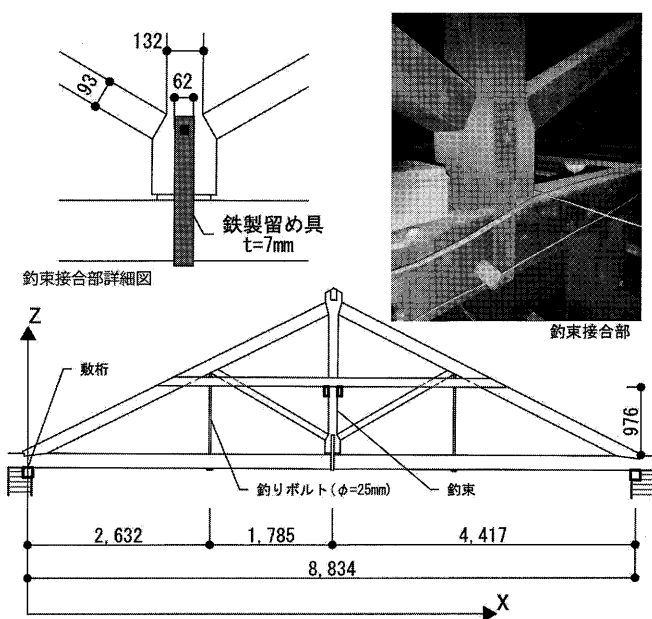 132
62
93
鉄製留め具
t=7mm
釣束接合部詳細図
釣束接合部
Z
敷桁
976
釣りボルト(φ=25mm)
釣束
2,632
1,785
4,417
8,834
X